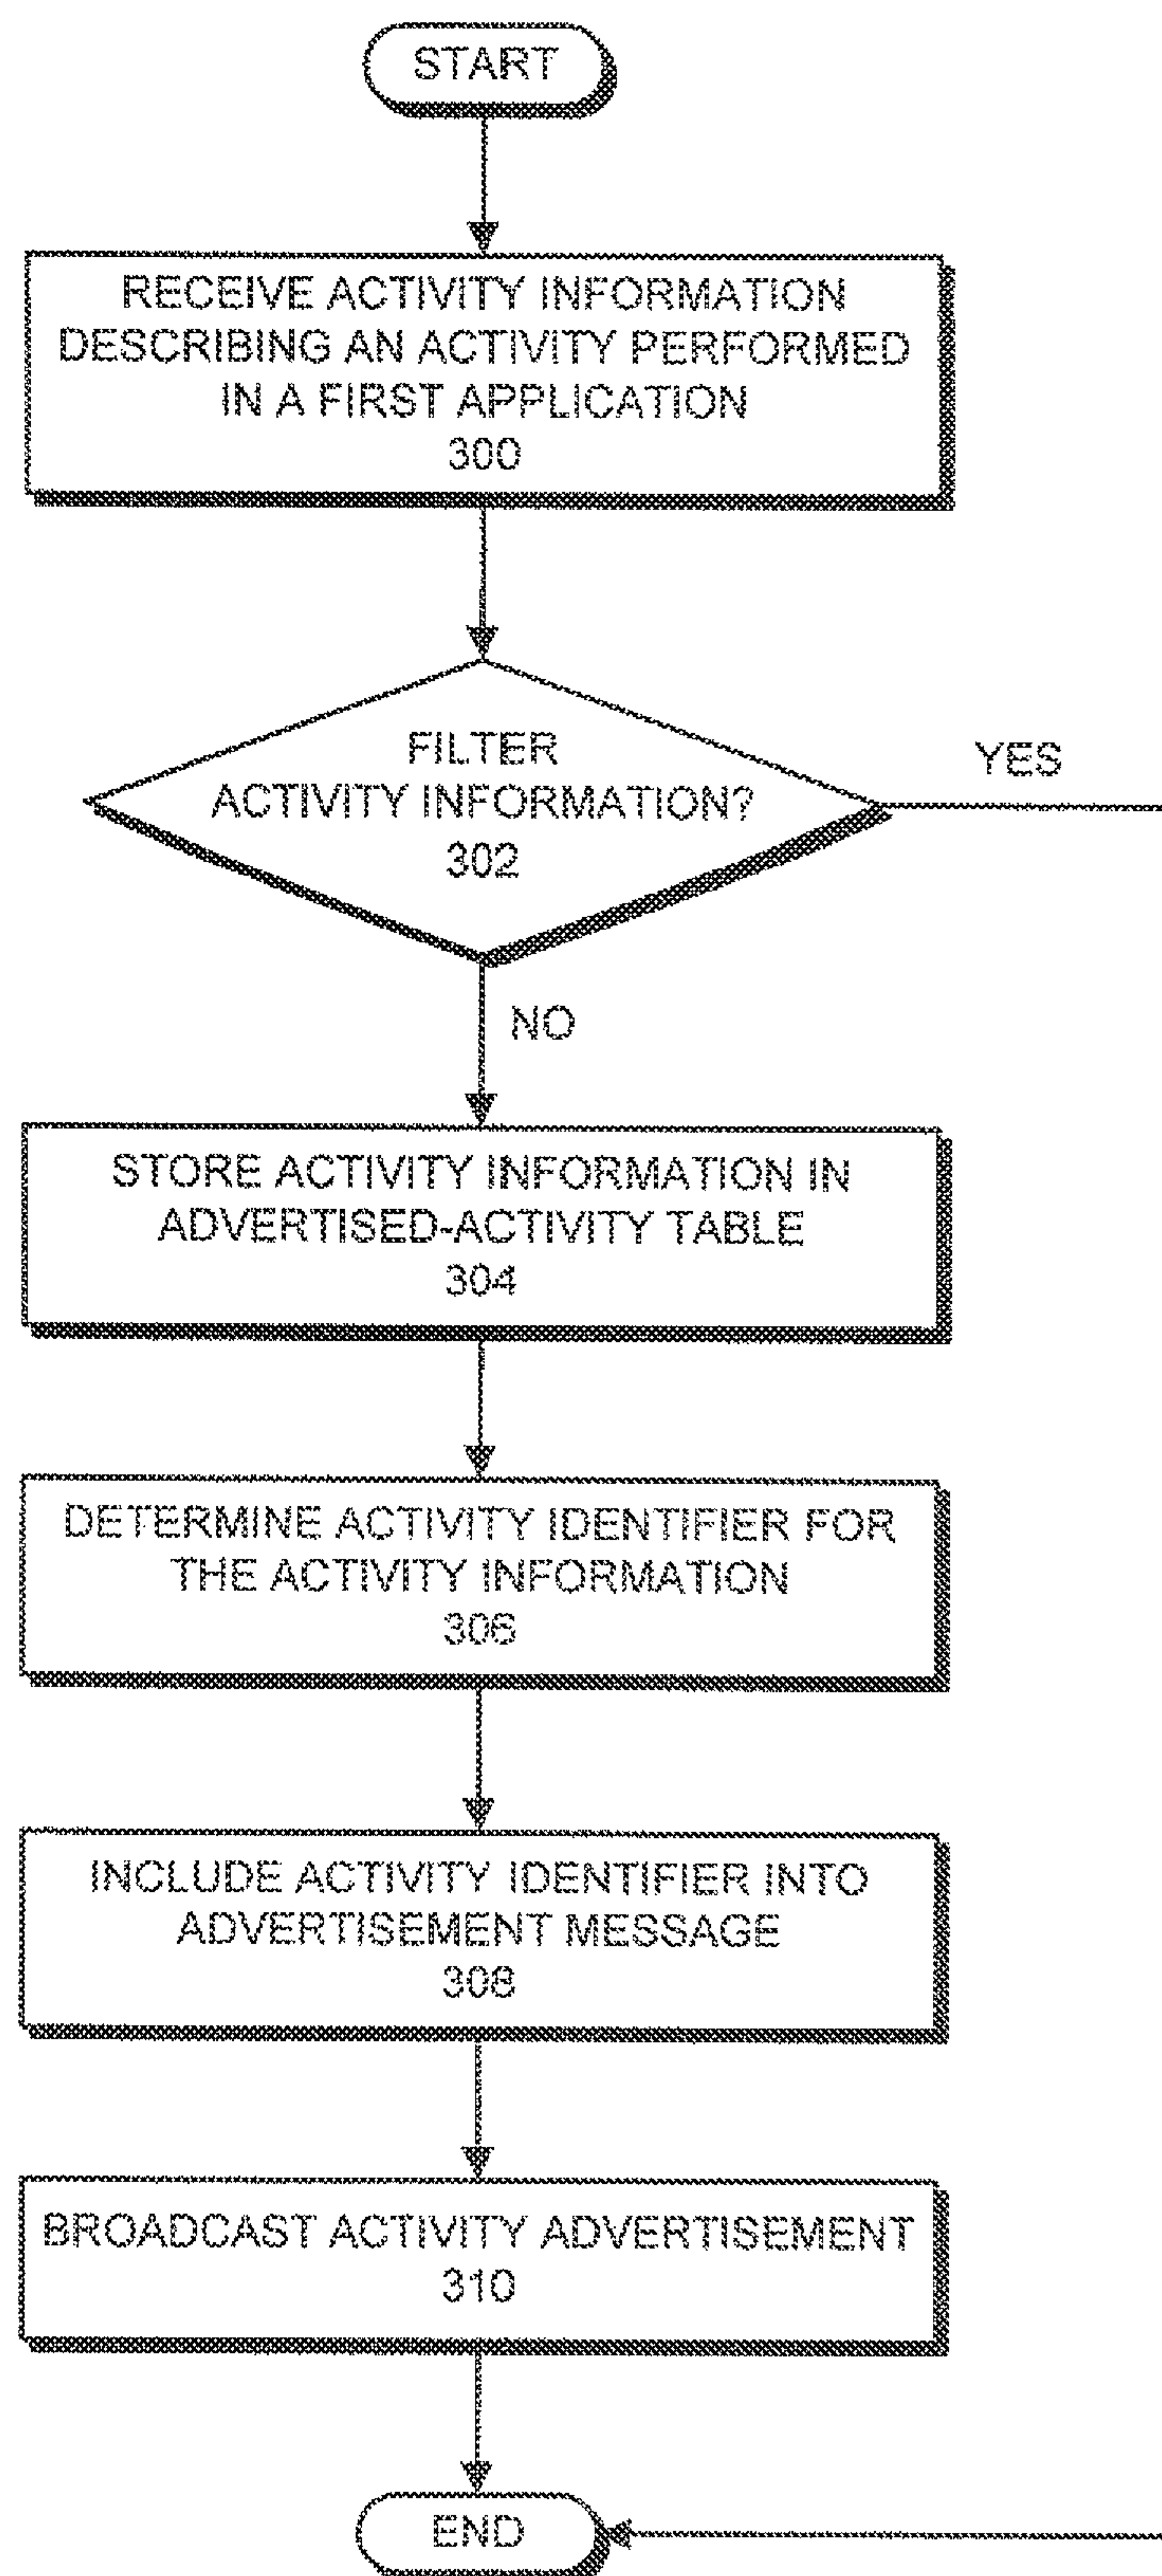 START
RECEIVE ACTIVITY INFORMATION
DESCRIBING AN ACTIVITY PERFORMED
IN A FIRST APPLICATION
300
FILTER
ACTIVITY INFORMATION?
302
YES
NO
STORE ACTIVITY INFORMATION IN
ADVERTISED-ACTIVITY TABLE
304
DETERMINE ACTIVITY IDENTIFIER FOR
THE ACTIVITY INFORMATION
306
INCLUDE ACTIVITY IDENTIFIER INTO
ADVERTISEMENT MESSAGE
308
BROADCAST ACTIVITY ADVERTISEMENT
310
END